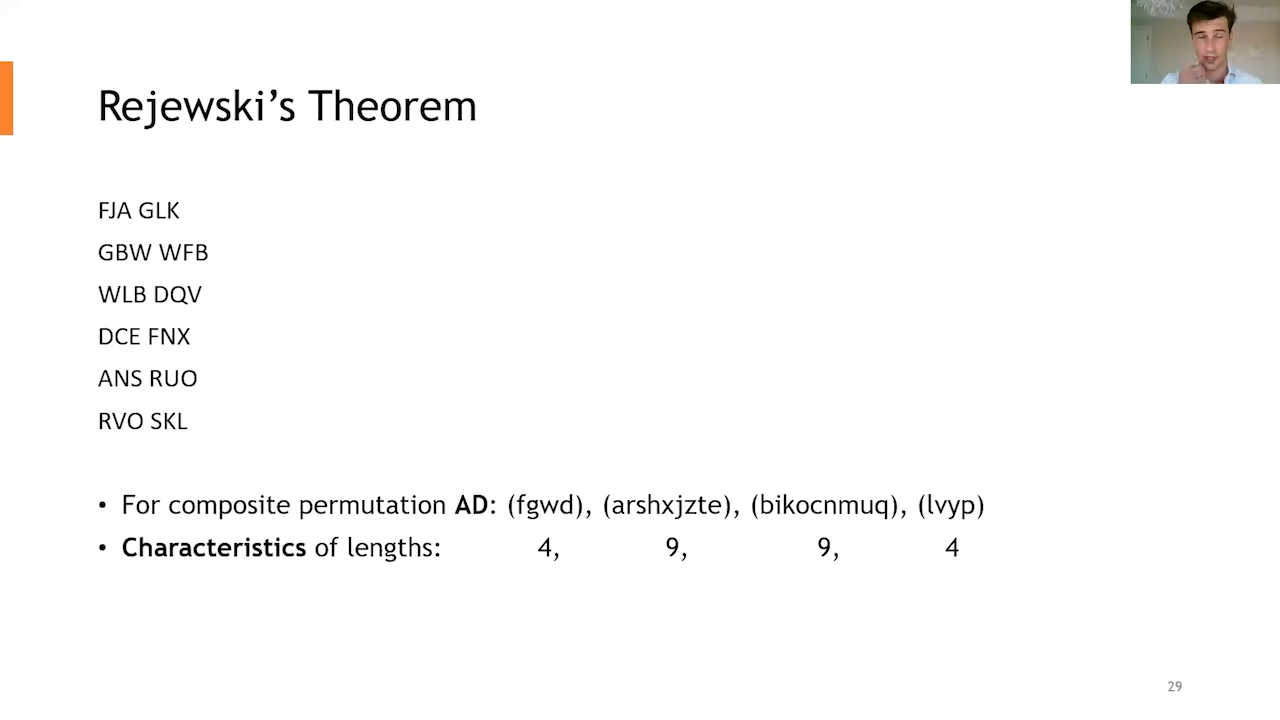 Rejewski's Theorem
FJA GLK
GBW WFB
WLB DQV
DCE FNX
ANS RUO
RVO SKL
• For composite permutation AD: (fgwd), (arshxjzte), (bikocnmuq), (lvyp)
• Characteristics of lengths: 4, 9, 9, 4
29